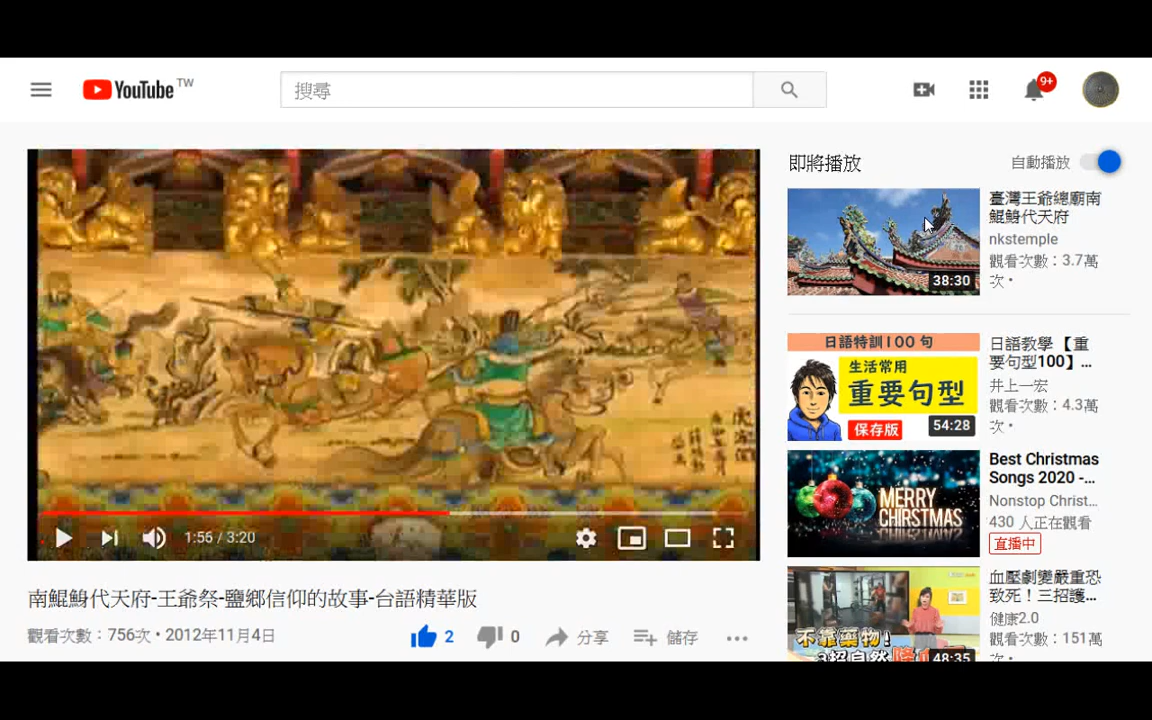 YouTube TW
搜尋
9+
1:56 / 3:20
南鯤鯓代天府-王爺祭-鹽鄉信仰的故事-台語精華版
觀看次數：756次 • 2012年11月4日
2
0
分享
儲存
即將播放
自動播放
38:30
臺灣王爺總廟南
鯤鯓代天府
nkstemple
觀看次數：3.7萬
次 •
日語特訓100句
生活常用
重要句型
保存版
54:28
日語教學 【重
要句型100】...
井上一宏
觀看次數：4.3萬
次 •
MERRY
CHIRSTMAS
Best Christmas
Songs 2020 -...
Nonstop Christ...
430 人正在觀看
直播中
不靠藥物!
3招自然降
48:35
血壓劇變嚴重恐
致死！三招護...
健康2.0
觀看次數：151萬
次 •